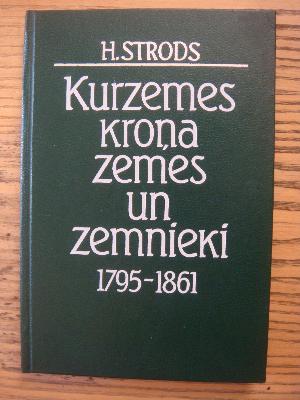 H. STRODS
Kurzemes
kroņa
zemes
un
zemnieki
1795-1861